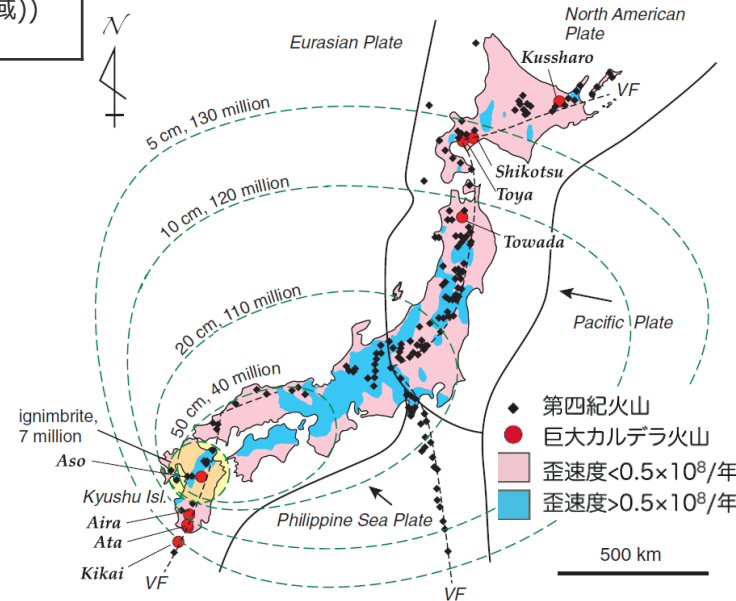 域))
N
Eurasian Plate
North American
Plate
Kussharo
VF
5 cm, 130 million
Shikotsu
Toya
10 cm, 120 million
Towada
20 cm, 110 million
Pacific Plate
50 cm, 40 million
ignimbrite,
7 million
Aso
Kyushu Isl.
Aira
Ata
Kikai
VF
Philippine Sea Plate
VF
第四紀火山
巨大カルデラ火山
歪速度<0.5×10⁸/年
歪速度>0.5×10⁸/年
500 km